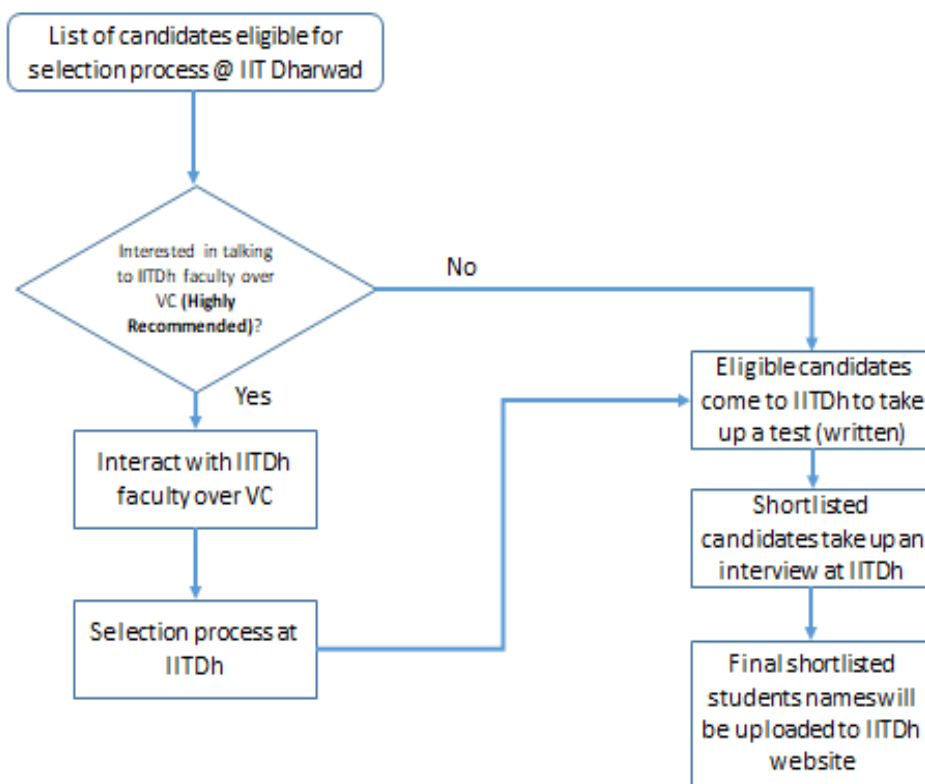 List of candidates eligible for
selection process @ IIT Dharwad
Interested in talking
to IITDh faculty over
VC (Highly
Recommended)?
No
Yes
Interact with IITDh
faculty over VC
Selection process at
IITDh
Eligible candidates
come to IITDh to take
up a test (written)
Shortlisted
candidates take up an
interview at IITDh
Final shortlisted
students names will
be uploaded to IITDh
website